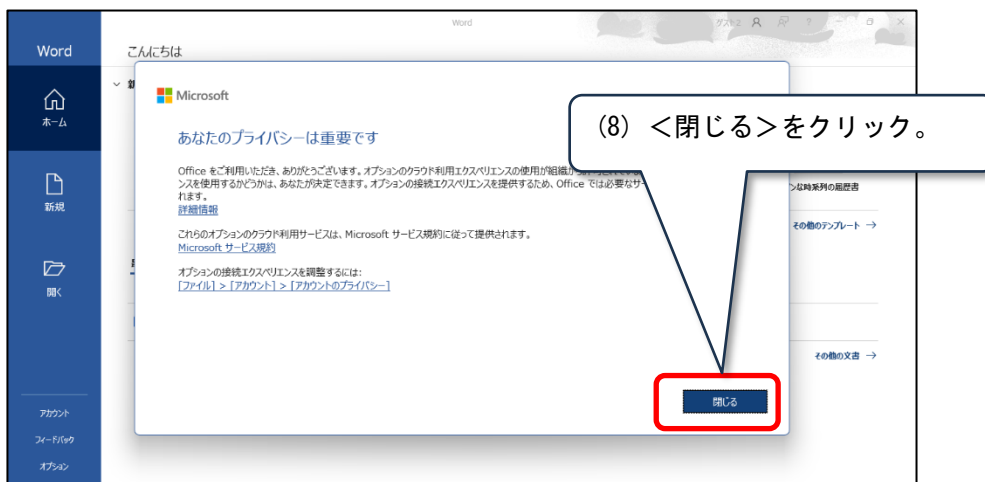 Word
ゲスト2
?
Word
こんにちは
ホーム
新規
開く
アカウント
フィードバック
オプション
Microsoft
あなたのプライバシーは重要です
Office をご利用いただき、ありがとうございます。オプションのクラウド利用エクスペリエンスの使用が組織
ンスを使用するかどうかは、あなたが決定できます。オプションの接続エクスペリエンスを提供するため、Office では必要なサー
れます。
詳細情報
これらのオプションのクラウド利用サービスは、Microsoft サービス規約に従って提供されます。
Microsoft サービス規約
オプションの接続エクスペリエンスを調整するには:
[ファイル] > [アカウント] > [アカウントのプライバシー]
閉じる
(8) <閉じる>をクリック。
ンな時系列の履歴書
その他のテンプレート →
その他の文書 →